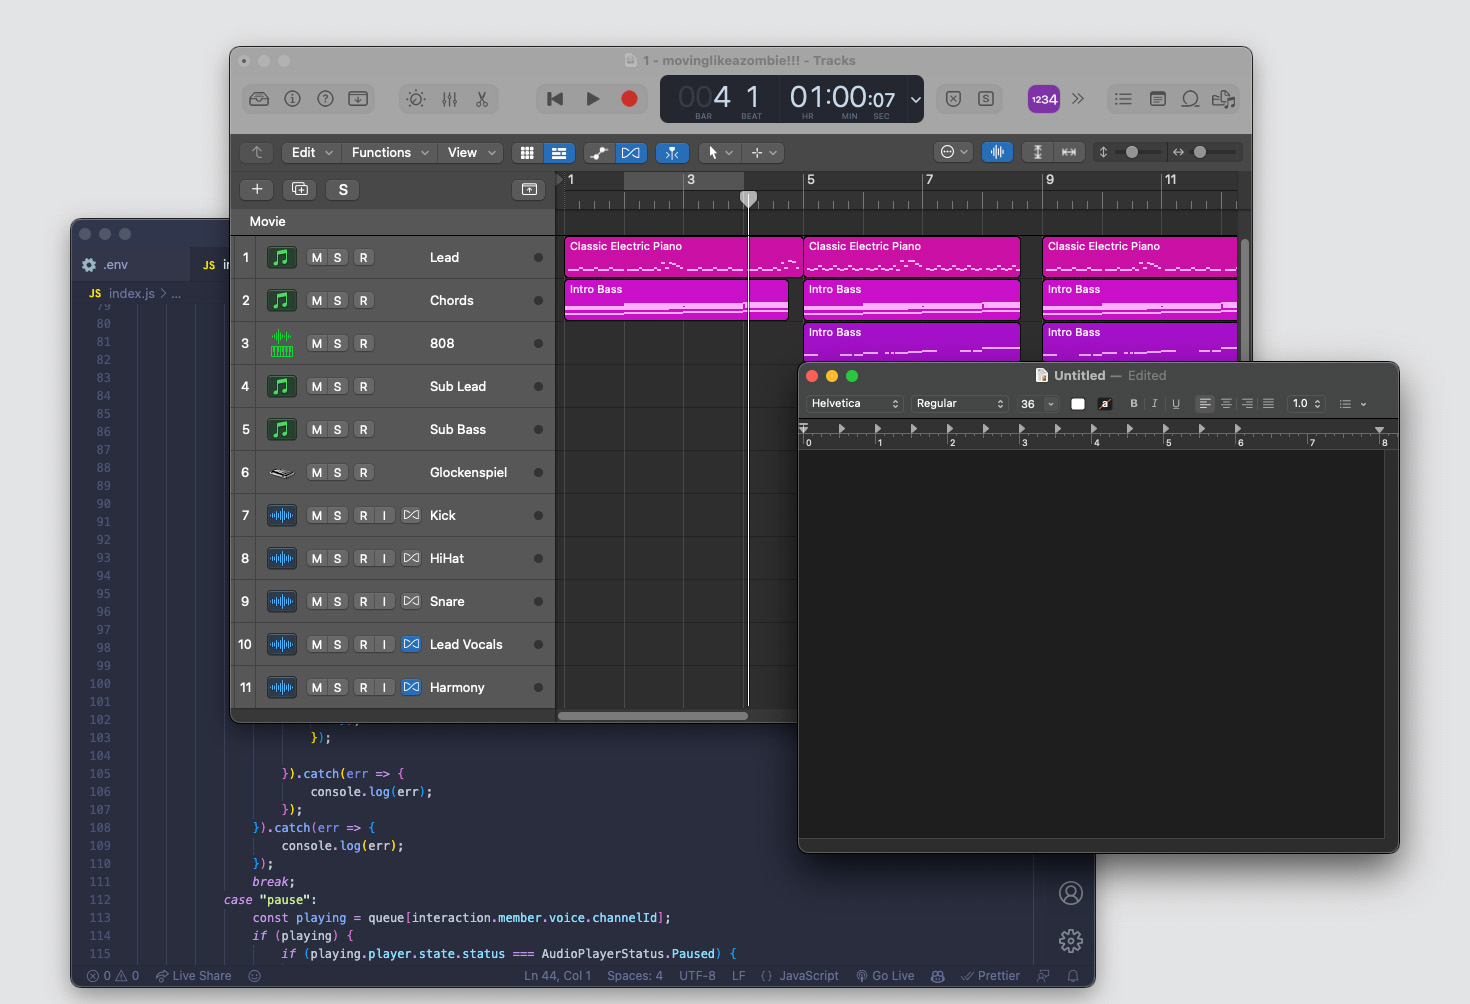 1 - movinglikeazombie!!! - Tracks
004 1 01:00:07
BAR BEAT HR MIN SEC
S
1234
Edit Functions View
S
1 3 5 7 9 11
Movie
1 M S R Lead
Classic Electric Piano Classic Electric Piano Classic Electric Piano
2 M S R Chords
Intro Bass Intro Bass Intro Bass
3 M S R 808
Intro Bass Intro Bass
4 M S R Sub Lead
5 M S R Sub Bass
6 M S R Glockenspiel
7 M S R I Kick
8 M S R I HiHat
9 M S R I Snare
10 M S R I Lead Vocals
11 M S R I Harmony
Untitled — Edited
Helvetica Regular 36 a B I U 1.0
0 1 2 3 4 5 6 7 8
.env JS
JS index.js > ...
79
80
81
82
83
84
85
86
87
88
89
90
91
92
93
94
95
96
97
98
99
100
101
102
103 });
104
105 }).catch(err => {
106 console.log(err);
107 });
108 }).catch(err => {
109 console.log(err);
110 });
111 break;
112 case "pause":
113 const playing = queue[interaction.member.voice.channelId];
114 if (playing) {
115 if (playing.player.state.status === AudioPlayerStatus.Paused) {
0 0 Live Share Ln 44, Col 1 Spaces: 4 UTF-8 LF {} JavaScript Go Live Prettier